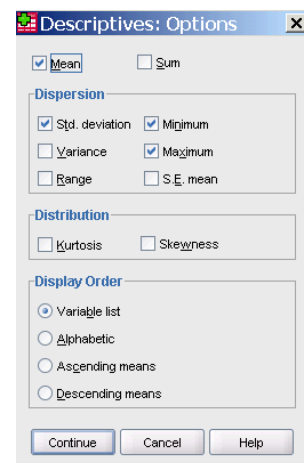 Descriptives: Options
Mean Sum
Dispersion
Std. deviation Minimum
Variance Maximum
Range S.E. mean
Distribution
Kurtosis Skewness
Display Order
Variable list
Alphabetic
Ascending means
Descending means
Continue Cancel Help